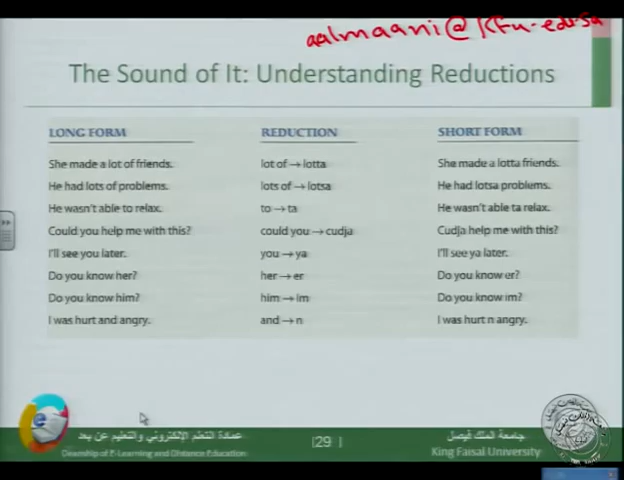 aalmaani@kfu.edu.sa
The Sound of It: Understanding Reductions
LONG FORM REDUCTION SHORT FORM
She made a lot of friends. lot of → lotta She made a lotta friends.
He had lots of problems. lots of → lotsa He had lotsa problems.
He wasn't able to relax. to → ta He wasn't able ta relax.
Could you help me with this? could you → cudja Cudja help me with this?
I'll see you later. you → ya I'll see ya later.
Do you know her? her → er Do you know er?
Do you know him? him → im Do you know im?
I was hurt and angry. and → n I was hurt n angry.
عمادة التعلم الإلكتروني والتعليم عن بعد |29| جامعة الملك فيصل
Deanship of E-Learning and Distance Education King Faisal University